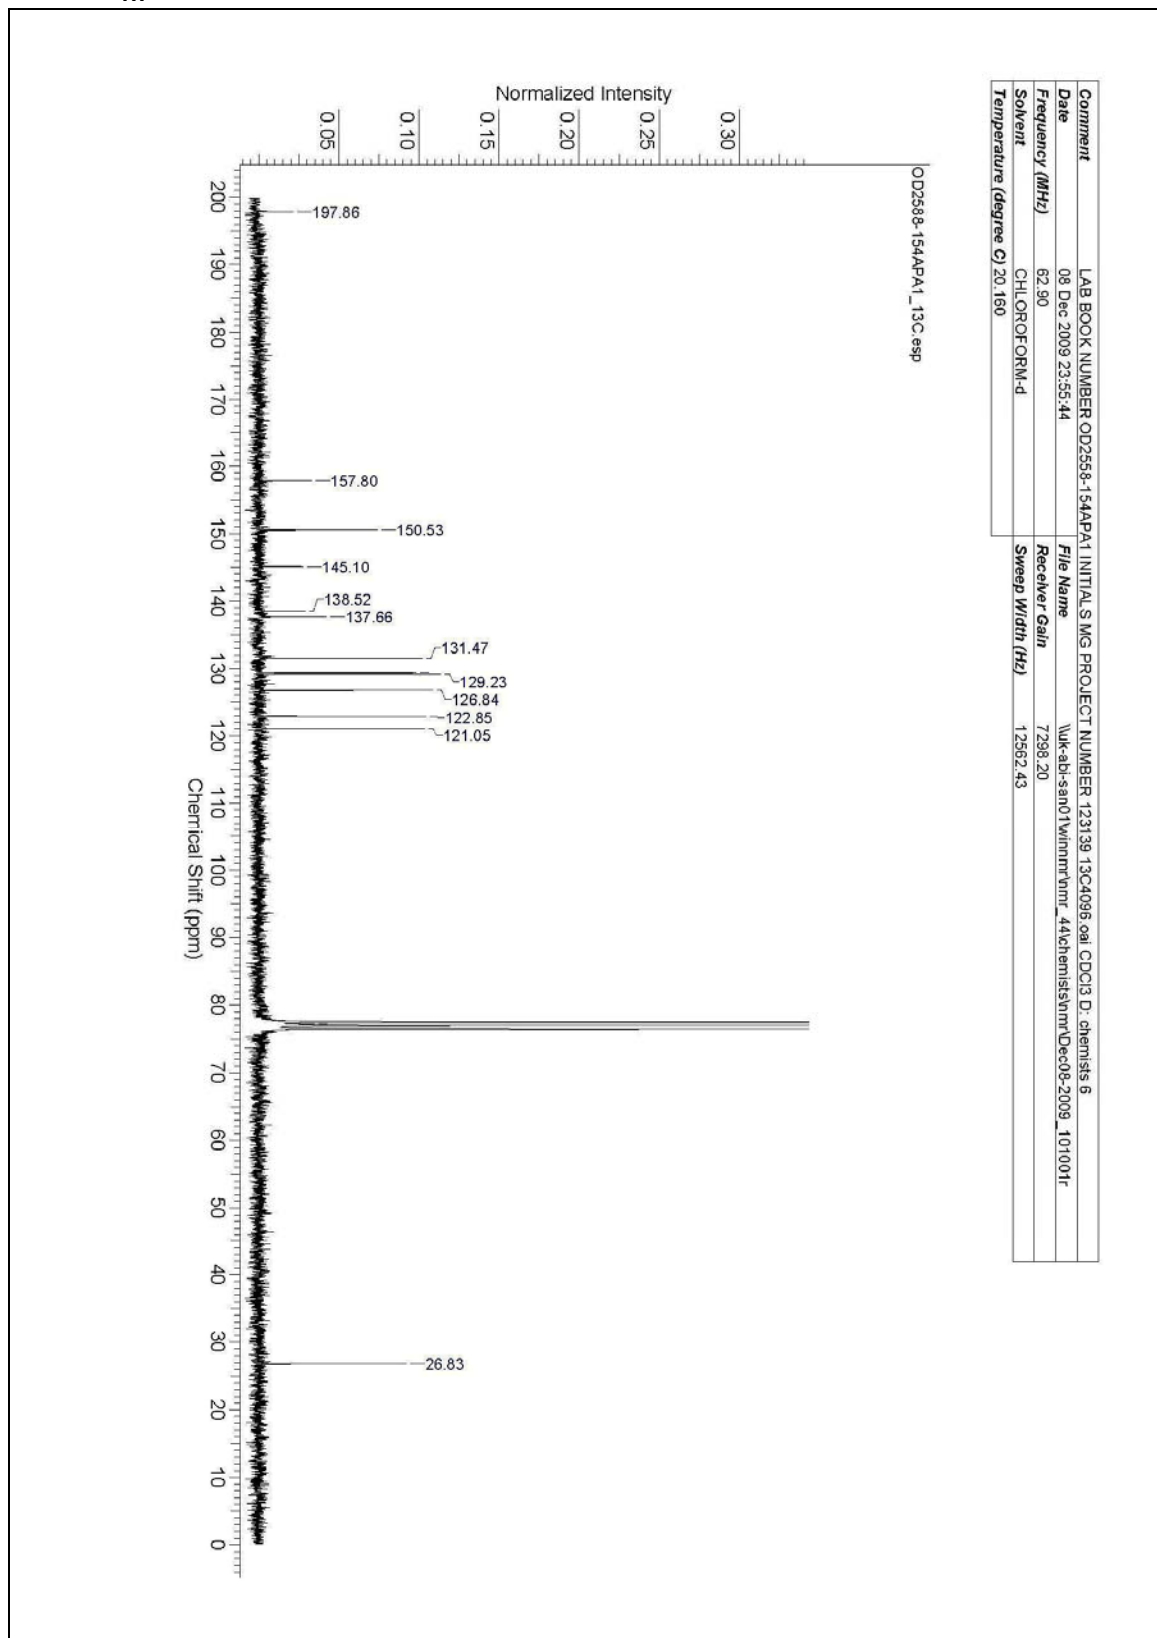 Comment LAB BOOK NUMBER OD2558-154APA1 INITIALS MG PROJECT NUMBER 123139 13C4096.oai CDCl3 D: chemists 6
Date 08 Dec 2009 23:55:44 File Name \\uk-abi-san01\winnmr\nmr_44\chemists\nmr\Dec08-2009_101001r
Frequency (MHz) 62.90 Receiver Gain 7298.20
Solvent CHLOROFORM-d Sweep Width (Hz) 12562.43
Temperature (degree C) 20.160
OD2588-154APA1_13C.esp
Normalized Intensity
0.30
0.25
0.20
0.15
0.10
0.05
197.86
157.80
150.53
145.10
138.52
137.66
131.47
129.23
126.84
122.85
121.05
26.83
200 190 180 170 160 150 140 130 120 110 100 90 80 70 60 50 40 30 20 10 0
Chemical Shift (ppm)